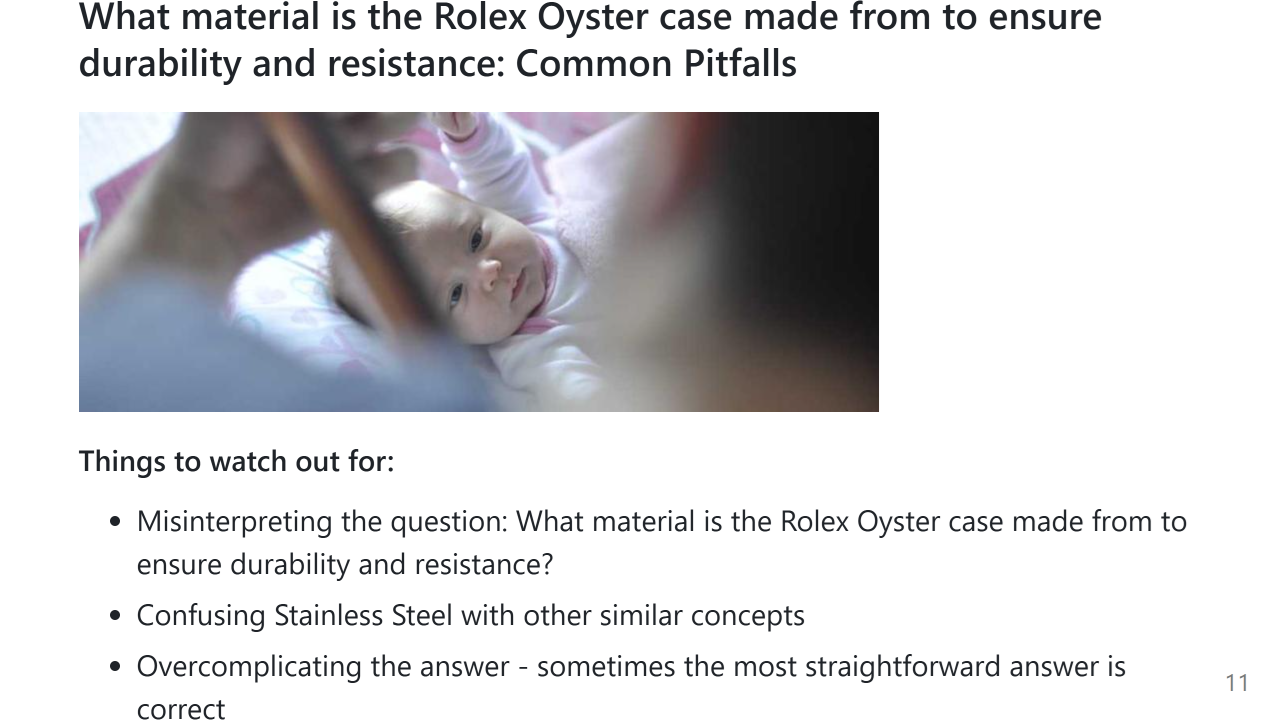 What material is the Rolex Oyster case made from to ensure
durability and resistance: Common Pitfalls
Things to watch out for:
• Misinterpreting the question: What material is the Rolex Oyster case made from to
ensure durability and resistance?
• Confusing Stainless Steel with other similar concepts
• Overcomplicating the answer - sometimes the most straightforward answer is
correct
11